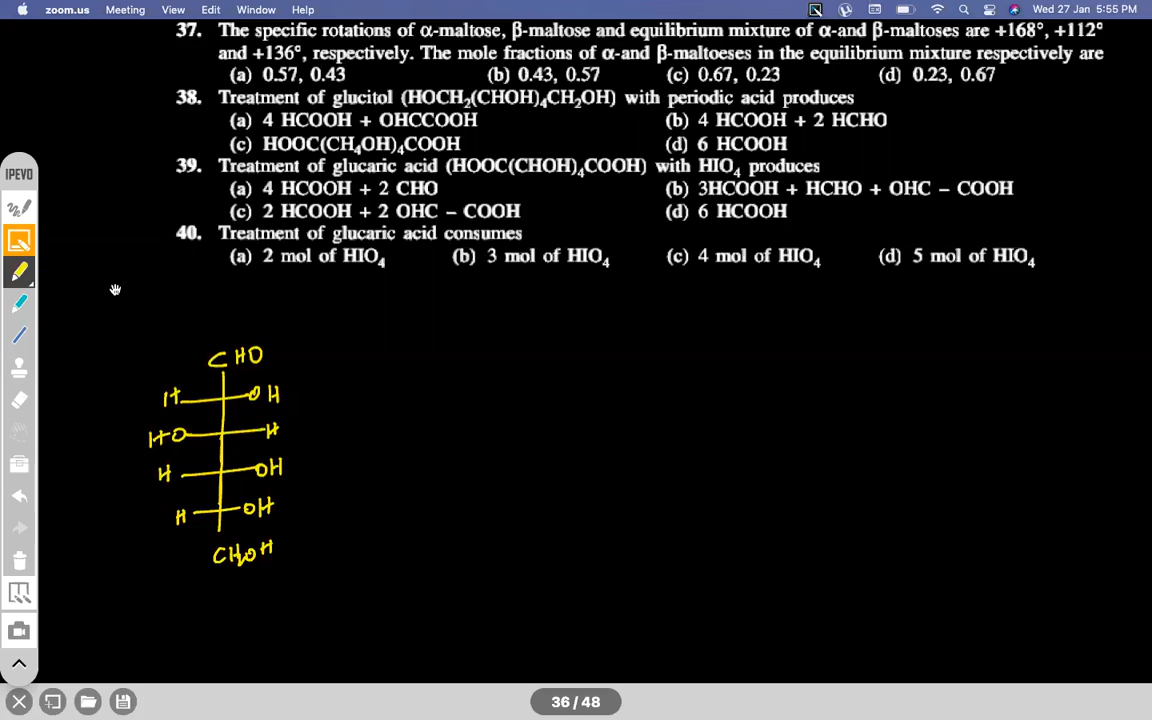 zoom.us Meeting View Edit Window Help Wed 27 Jan 5:55 PM
37. The specific rotations of α-maltose, β-maltose and equilibrium mixture of α-and β-maltoses are +168°, +112°
and +136°, respectively. The mole fractions of α-and β-maltoeses in the equilibrium mixture respectively are
(a) 0.57, 0.43 (b) 0.43, 0.57 (c) 0.67, 0.23 (d) 0.23, 0.67
38. Treatment of glucitol (HOCH₂(CHOH)₄CH₂OH) with periodic acid produces
(a) 4 HCOOH + OHCCOOH (b) 4 HCOOH + 2 HCHO
(c) HOOC(CH₄OH)₄COOH (d) 6 HCOOH
39. Treatment of glucaric acid (HOOC(CHOH)₄COOH) with HIO₄ produces
(a) 4 HCOOH + 2 CHO (b) 3HCOOH + HCHO + OHC – COOH
(c) 2 HCOOH + 2 OHC – COOH (d) 6 HCOOH
40. Treatment of glucaric acid consumes
(a) 2 mol of HIO₄ (b) 3 mol of HIO₄ (c) 4 mol of HIO₄ (d) 5 mol of HIO₄
IPEVO
CHO
H OH
HO H
H OH
H OH
CH₂OH
36 / 48